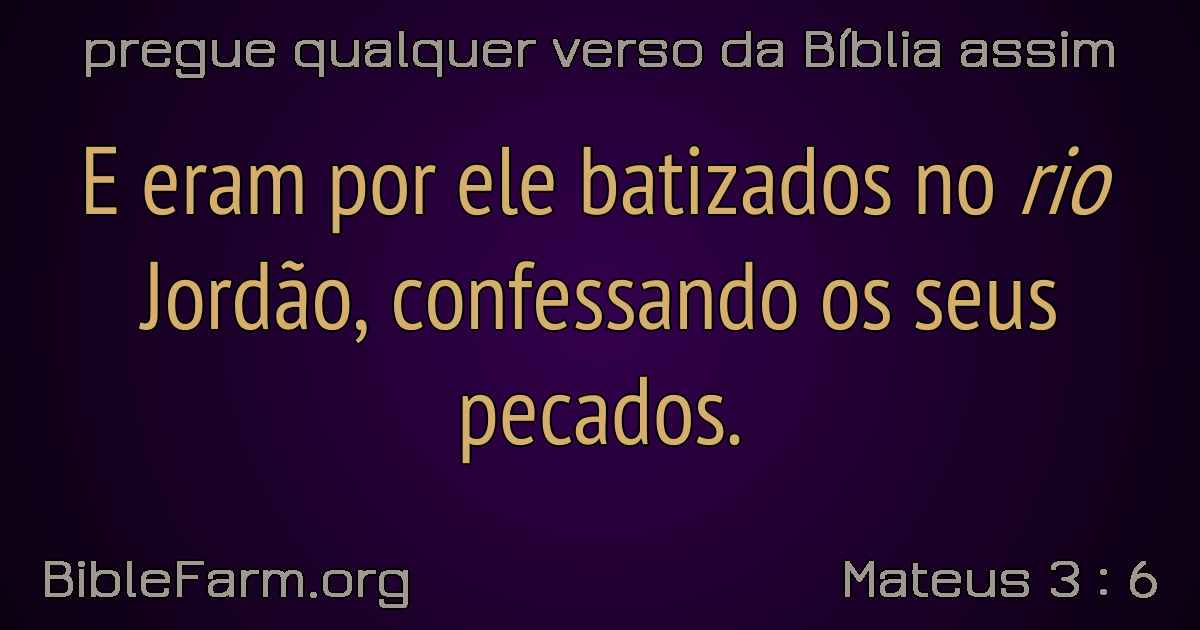 pregue qualquer verso da Bíblia assim
E eram por ele batizados no rio
Jordão, confessando os seus
pecados.
BibleFarm.org
Mateus 3 : 6